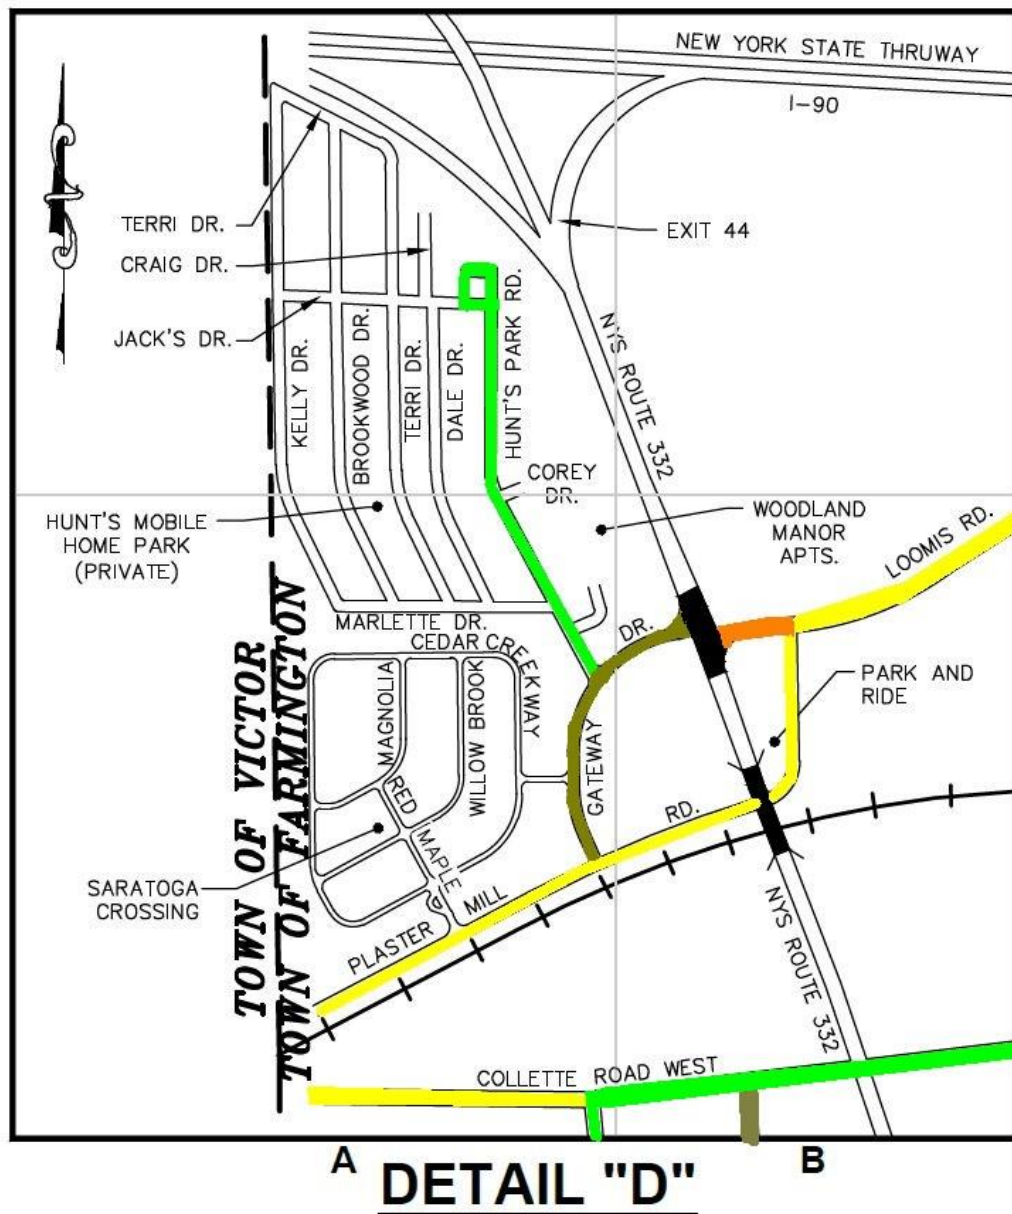 NEW YORK STATE THRUWAY
I-90
TERRI DR.
EXIT 44
CRAIG DR.
JACK'S DR.
KELLY DR.
BROOKWOOD DR.
TERRI DR.
DALE DR.
HUNT'S PARK RD.
NYS ROUTE 332
COREY
DR.
HUNT'S MOBILE
HOME PARK
(PRIVATE)
WOODLAND
MANOR
APTS.
LOOMIS RD.
MARLETTE DR.
CEDAR CREEKWAY
GATEWAY DR.
MAGNOLIA
WILLOW BROOK
RED MAPLE
PARK AND
RIDE
TOWN OF VICTOR
TOWN OF FARMINGTON
SARATOGA
CROSSING
PLASTER MILL RD.
NYS ROUTE 332
COLLETTE ROAD WEST
A
B
DETAIL "D"